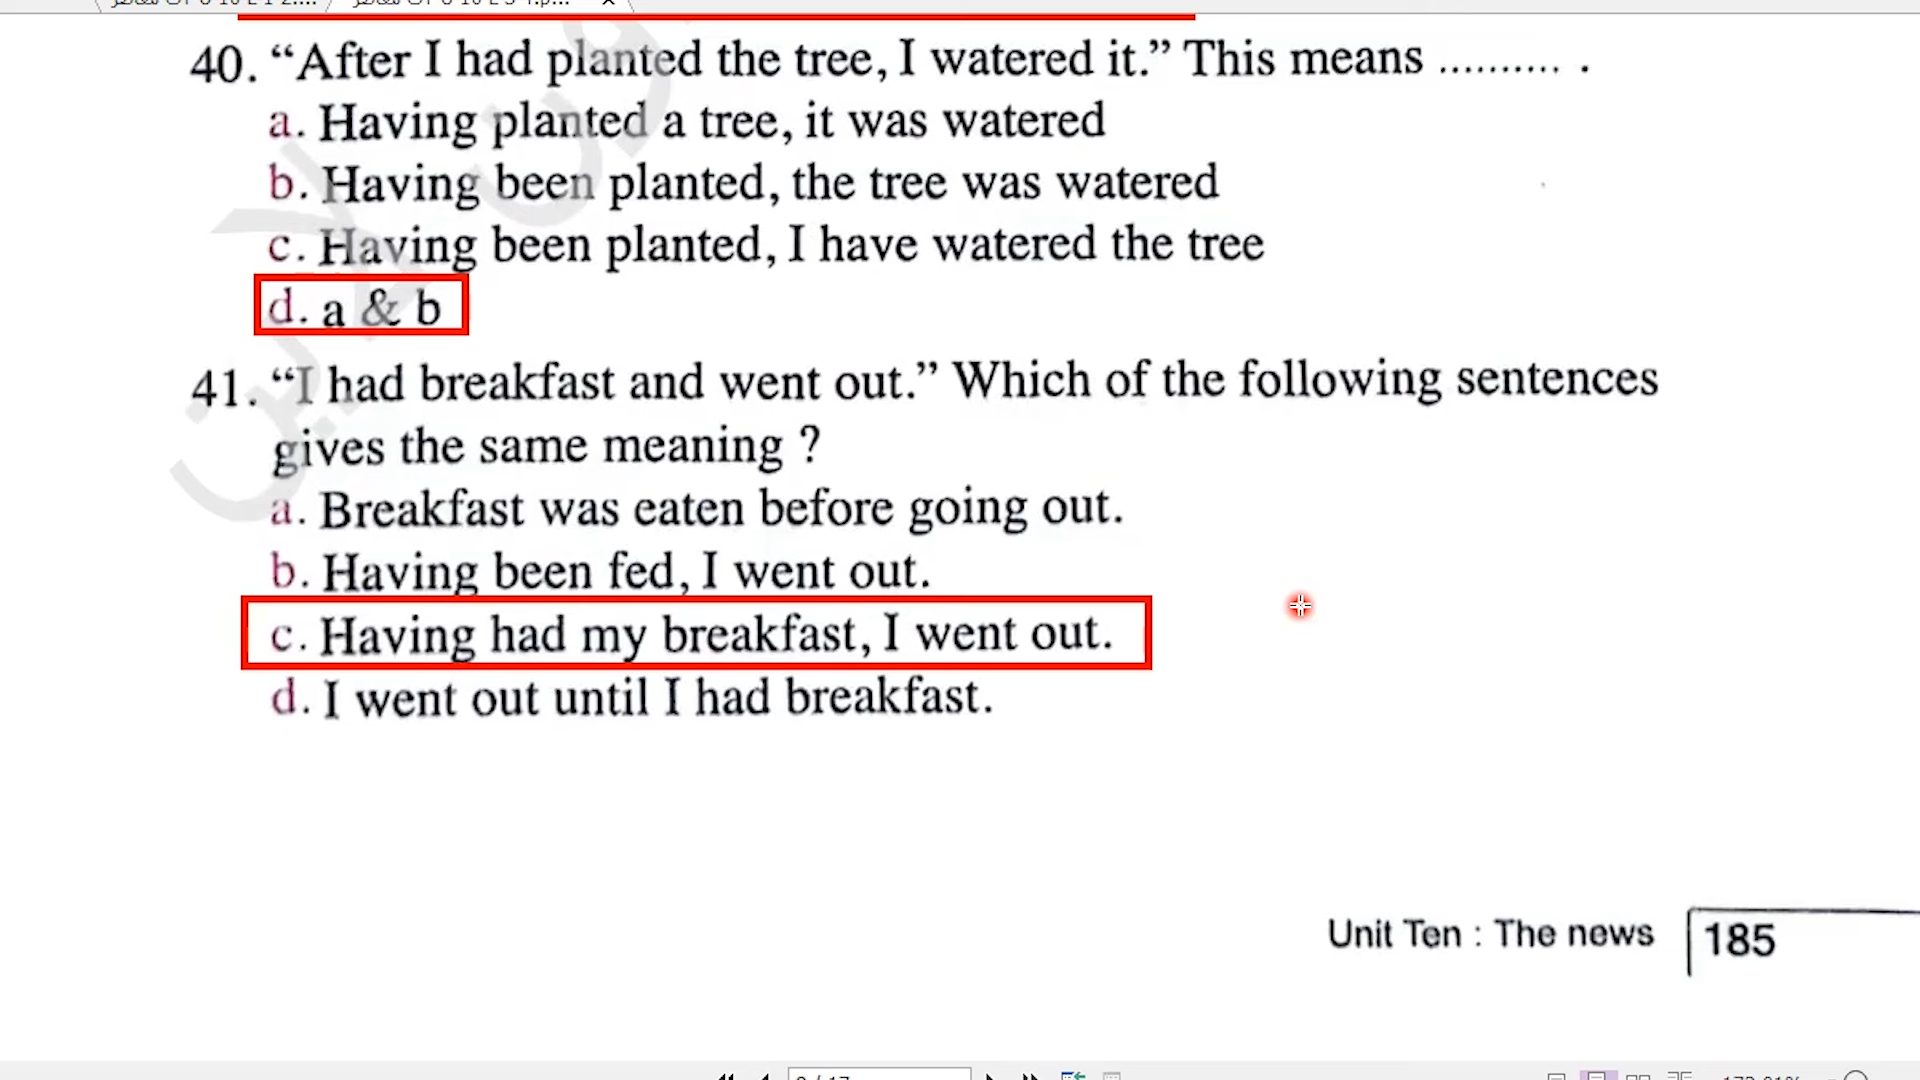 40. “After I had planted the tree, I watered it.” This means .......... .
a. Having planted a tree, it was watered
b. Having been planted, the tree was watered
c. Having been planted, I have watered the tree
d. a & b
41. “I had breakfast and went out.” Which of the following sentences
gives the same meaning ?
a. Breakfast was eaten before going out.
b. Having been fed, I went out.
c. Having had my breakfast, I went out.
d. I went out until I had breakfast.
Unit Ten : The news 185